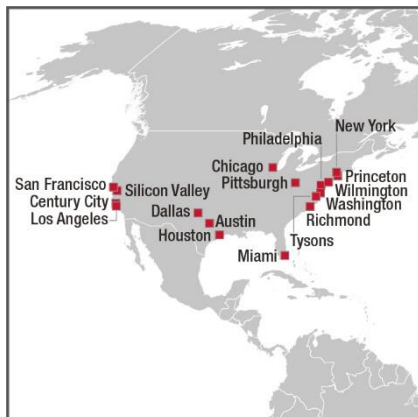 New York
Philadelphia
Chicago
Pittsburgh
Princeton
Wilmington
Washington
Richmond
San Francisco
Silicon Valley
Century City
Los Angeles
Dallas
Austin
Houston
Tysons
Miami